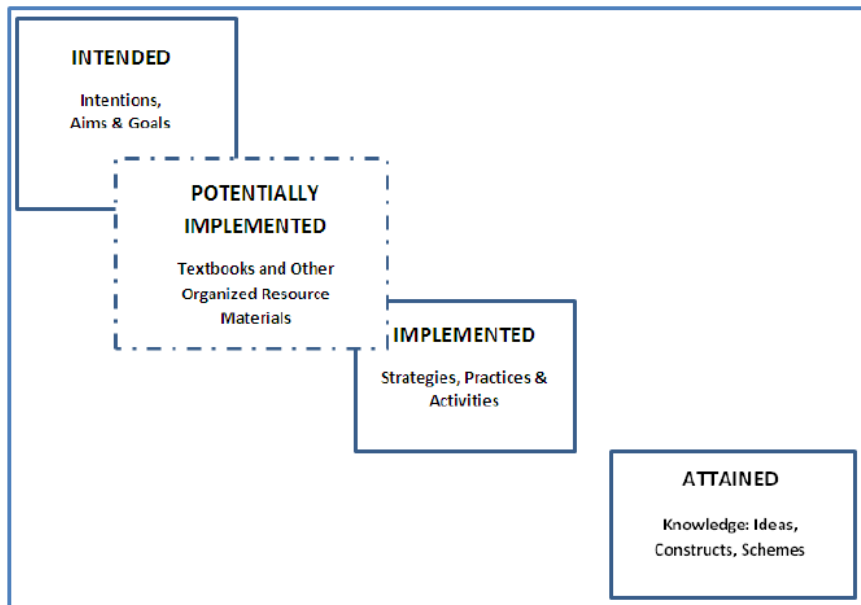 INTENDED
Intentions,
Aims & Goals
POTENTIALLY
IMPLEMENTED
Textbooks and Other
Organized Resource
Materials
IMPLEMENTED
Strategies, Practices &
Activities
ATTAINED
Knowledge: Ideas,
Constructs, Schemes